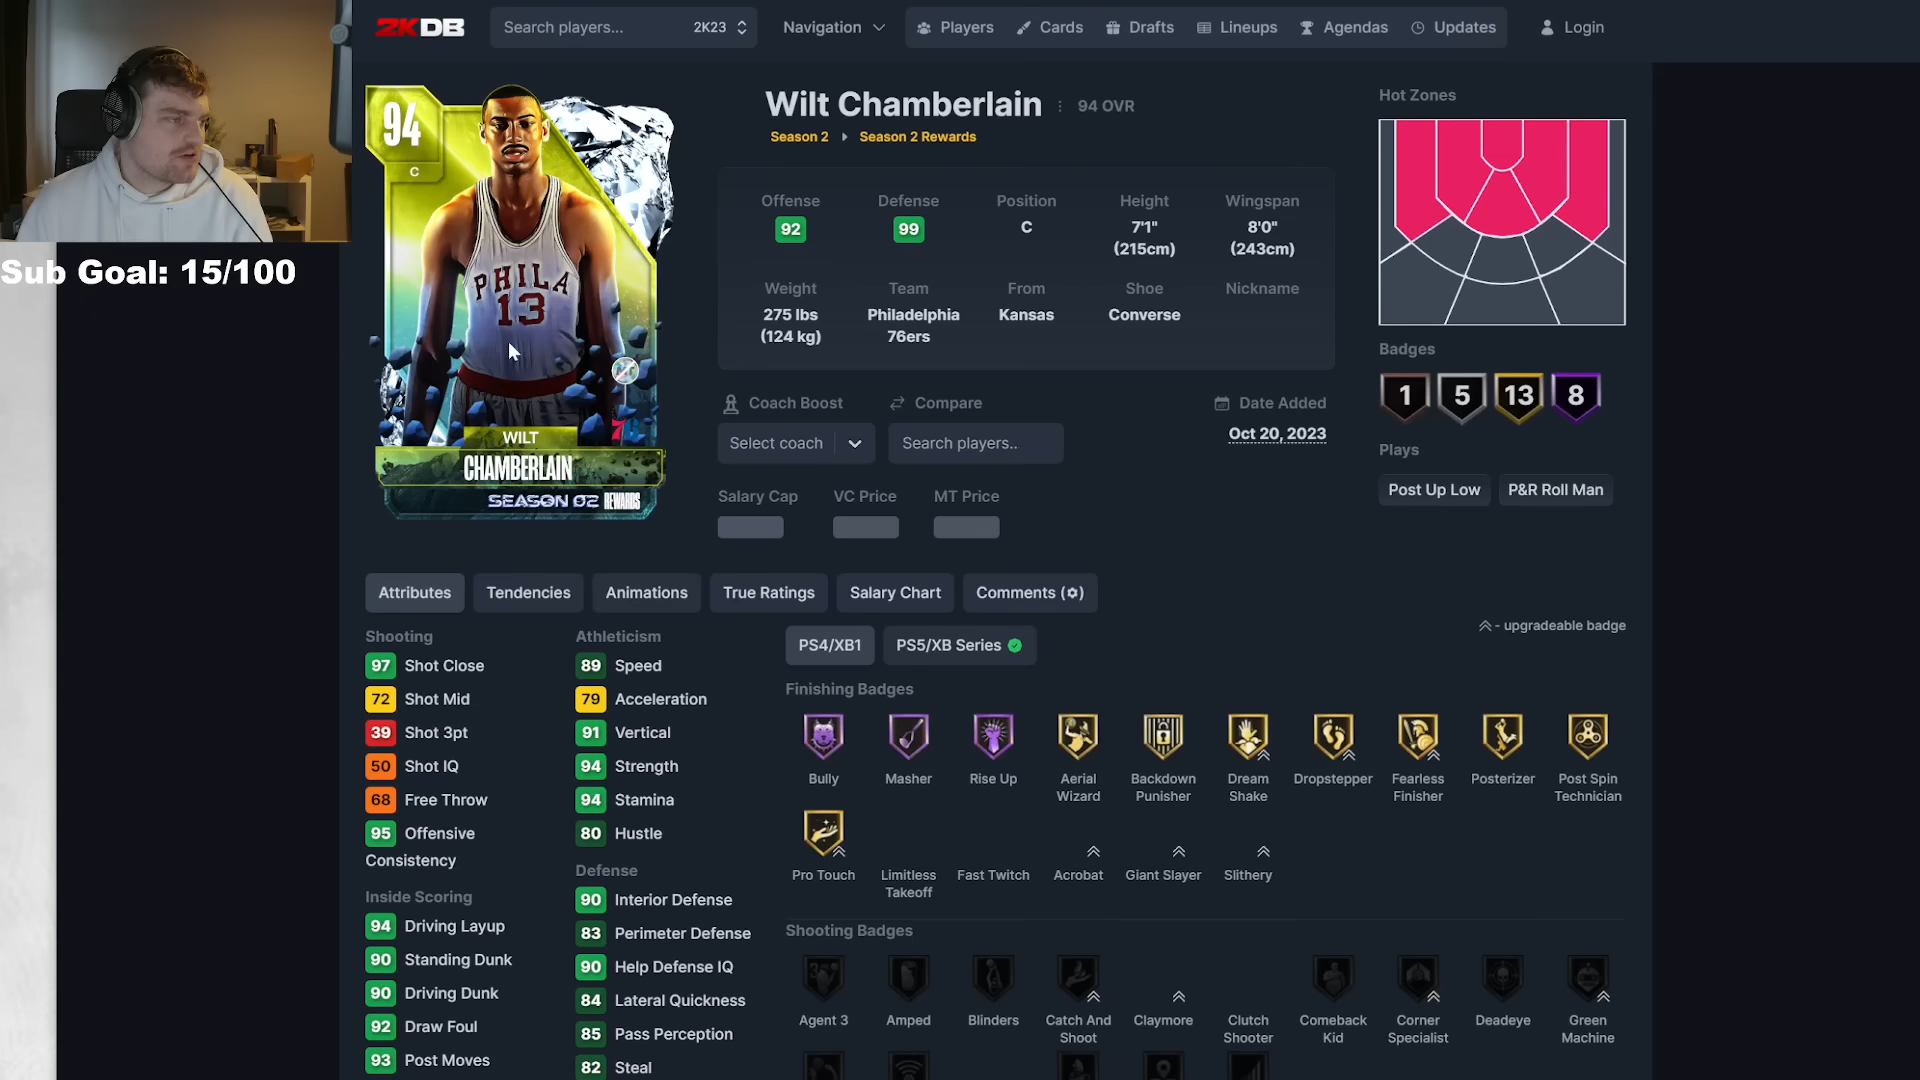 2KDB
Search players...
2K23
Navigation
Players
Cards
Drafts
Lineups
Agendas
Updates
Login
Sub Goal: 15/100
94
C
PHILA
13
WILT
CHAMBERLAIN
SEASON 02 REWARDS
Wilt Chamberlain
94 OVR
Season 2
Season 2 Rewards
Offense
92
Defense
99
Position
C
Height
7'1"
(215cm)
Wingspan
8'0"
(243cm)
Weight
275 lbs
(124 kg)
Team
Philadelphia
76ers
From
Kansas
Shoe
Converse
Nickname
Coach Boost
Select coach
Compare
Search players..
Date Added
Oct 20, 2023
Salary Cap
VC Price
MT Price
Hot Zones
Badges
1
5
13
8
Plays
Post Up Low
P&R Roll Man
Attributes
Tendencies
Animations
True Ratings
Salary Chart
Comments
- upgradeable badge
Shooting
97 Shot Close
72 Shot Mid
39 Shot 3pt
50 Shot IQ
68 Free Throw
95 Offensive
Consistency
Inside Scoring
94 Driving Layup
90 Standing Dunk
90 Driving Dunk
92 Draw Foul
93 Post Moves
Athleticism
89 Speed
79 Acceleration
91 Vertical
94 Strength
94 Stamina
80 Hustle
Defense
90 Interior Defense
83 Perimeter Defense
90 Help Defense IQ
84 Lateral Quickness
85 Pass Perception
82 Steal
PS4/XB1
PS5/XB Series
Finishing Badges
Bully
Masher
Rise Up
Aerial
Wizard
Backdown
Punisher
Dream
Shake
Dropstepper
Fearless
Finisher
Posterizer
Post Spin
Technician
Pro Touch
Limitless
Takeoff
Fast Twitch
Acrobat
Giant Slayer
Slithery
Shooting Badges
Agent 3
Amped
Blinders
Catch And
Shoot
Claymore
Clutch
Shooter
Comeback
Kid
Corner
Specialist
Deadeye
Green
Machine